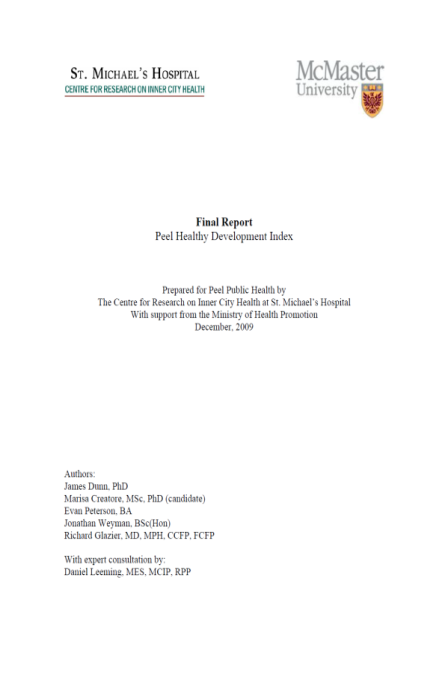 ST. MICHAEL'S HOSPITAL
CENTRE FOR RESEARCH ON INNER CITY HEALTH
McMaster
University
Final Report
Peel Healthy Development Index
Prepared for Peel Public Health by
The Centre for Research on Inner City Health at St. Michael's Hospital
With support from the Ministry of Health Promotion
December, 2009
Authors:
James Dunn, PhD
Marisa Creatore, MSc, PhD (candidate)
Evan Peterson, BA
Jonathan Weyman, BSc(Hon)
Richard Glazier, MD, MPH, CCFP, FCFP
With expert consultation by:
Daniel Leeming, MES, MCIP, RPP